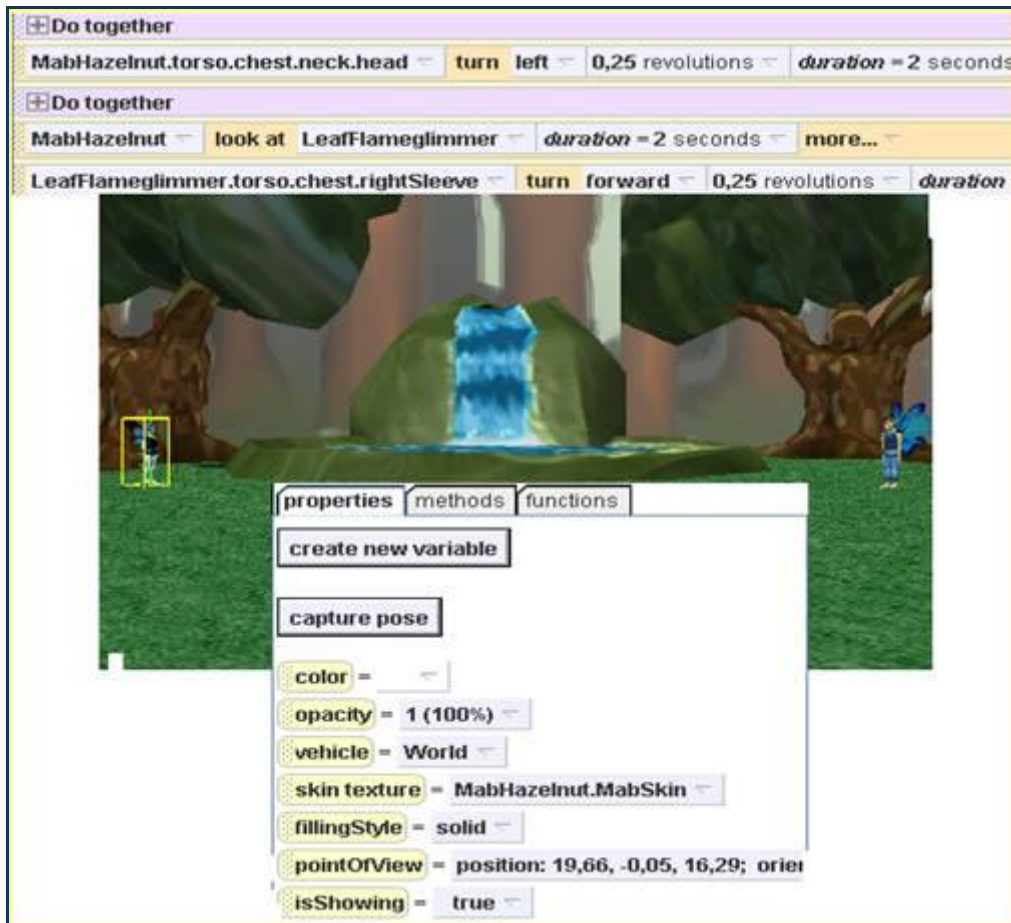 Do together
MabHazelnut.torso.chest.neck.head turn left 0,25 revolutions duration = 2 seconds
Do together
MabHazelnut look at LeafFlameglimmer duration = 2 seconds more...
LeafFlameglimmer.torso.chest.rightSleeve turn forward 0,25 revolutions duration
properties methods functions
create new variable
capture pose
color =
opacity = 1 (100%)
vehicle = World
skin texture = MabHazelnut.MabSkin
fillingStyle = solid
pointOfView = position: 19,66, -0,05, 16,29; orie
isShowing = true